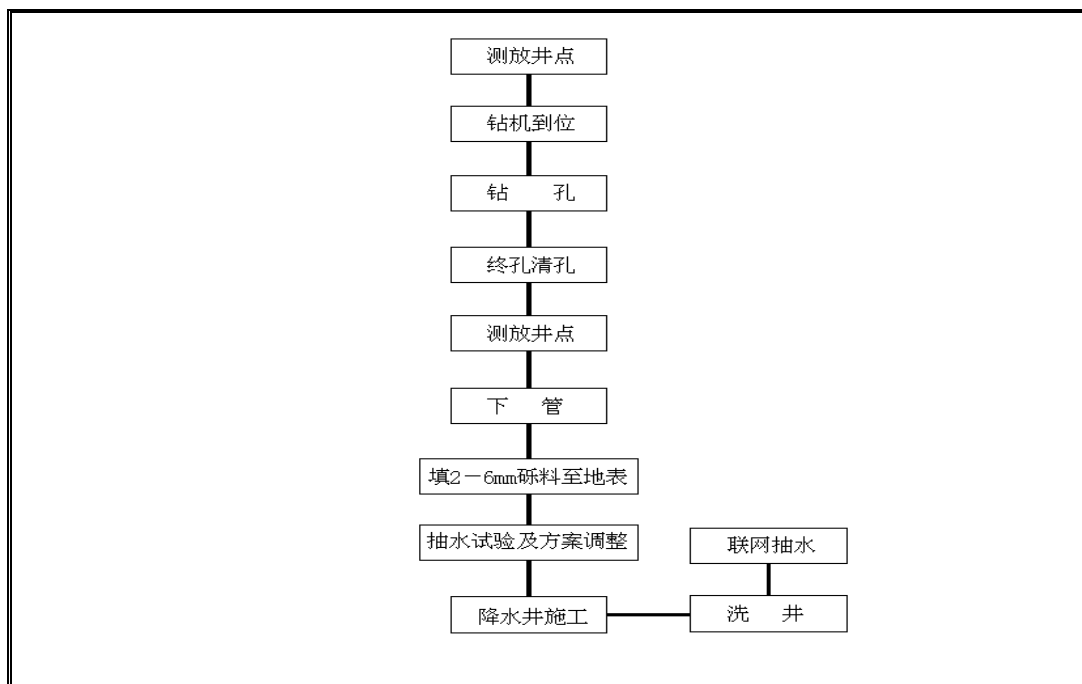 测放井点
钻机到位
钻 孔
终孔清孔
测放井点
下 管
填2－6mm砾料至地表
抽水试验及方案调整
联网抽水
降水井施工
洗 井